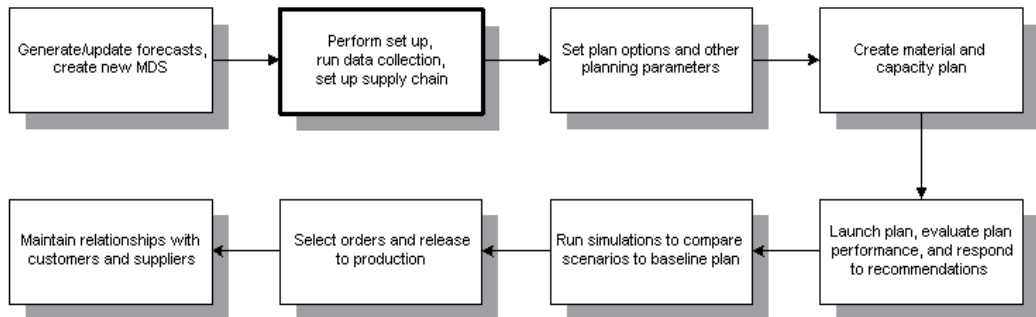 Generate/update forecasts,
create new MDS
Perform set up,
run data collection,
set up supply chain
Set plan options and other
planning parameters
Create material and
capacity plan
Launch plan, evaluate plan
performance, and respond
to recommendations
Run simulations to compare
scenarios to baseline plan
Select orders and release
to production
Maintain relationships with
customers and suppliers